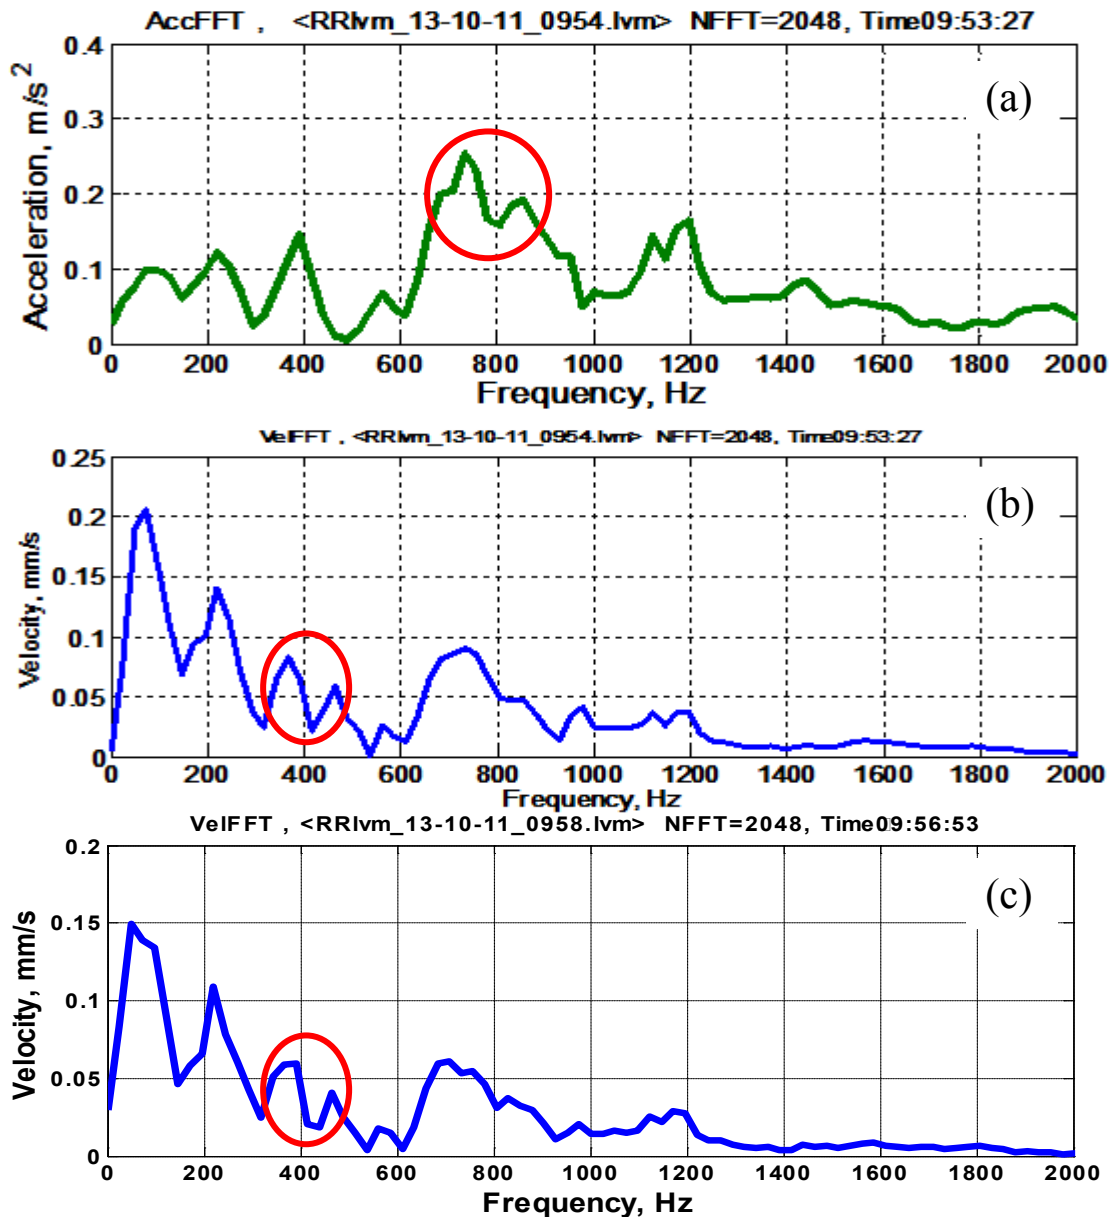 AccFFT , <RRlvm_13-10-11_0954.lvm> NFFT=2048, Time09:53:27
(a)
Acceleration, m/s2
0.4
0.3
0.2
0.1
0
0 200 400 600 800 1000 1200 1400 1600 1800 2000
Frequency, Hz
VelFFT , <RRlvm_13-10-11_0954.lvm> NFFT=2048, Time09:53:27
(b)
Velocity, mm/s
0.25
0.2
0.15
0.1
0.05
0
0 200 400 600 800 1000 1200 1400 1600 1800 2000
Frequency, Hz
VelFFT , <RRlvm_13-10-11_0958.lvm> NFFT=2048, Time09:56:53
(c)
Velocity, mm/s
0.2
0.15
0.1
0.05
0
0 200 400 600 800 1000 1200 1400 1600 1800 2000
Frequency, Hz